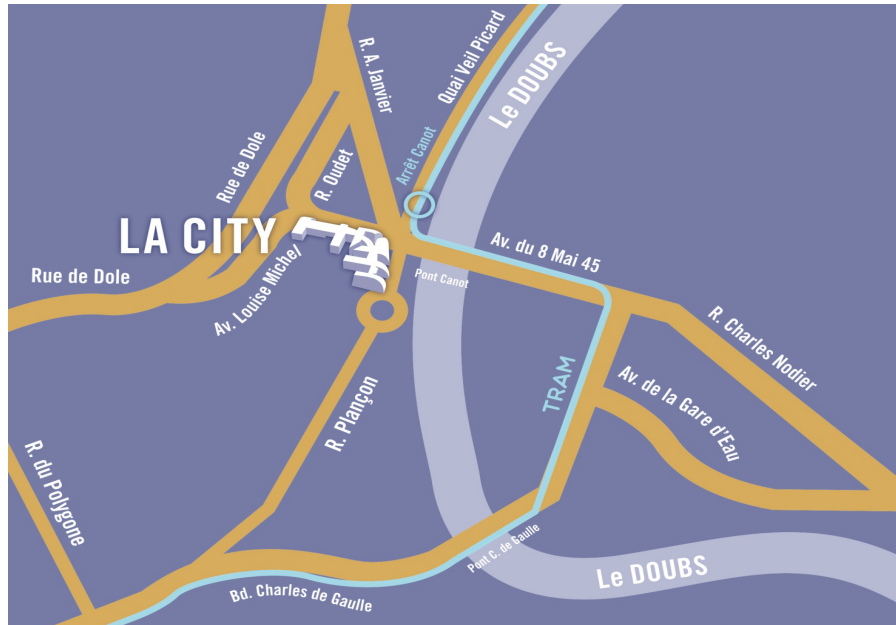 R. A. Janvier
Quai Veil Picard
Le DOUBS
Rue de Dole
Arrêt Canot
R. Oudet
LA CITY
Av. du 8 Mai 45
Rue de Dole
Av. Louise Michel
Pont Canot
R. Charles Nodier
TRAM
Av. de la Gare d'Eau
R. Plançon
R. du Polygone
Pont C. de Gaulle
Le DOUBS
Bd. Charles de Gaulle